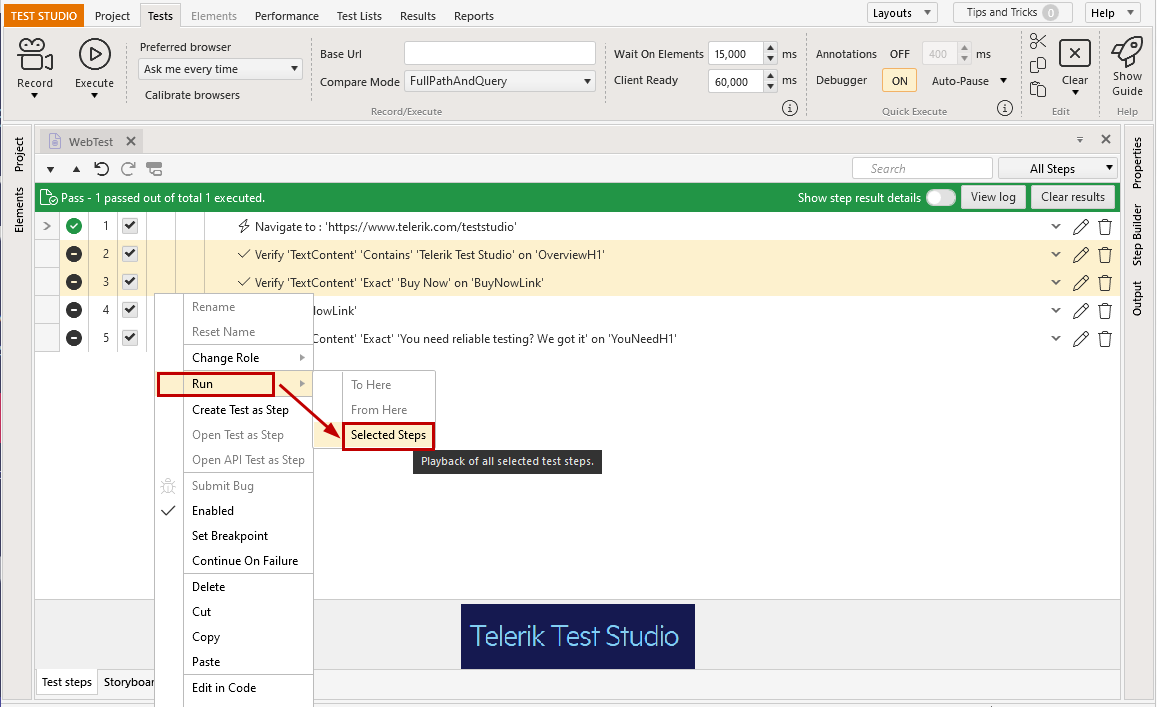 TEST STUDIO Project Tests Elements Performance Test Lists Results Reports Layouts Tips and Tricks 0 Help
Record
Execute
Preferred browser
Ask me every time
Calibrate browsers
Base Url
Compare Mode FullPathAndQuery
Record/Execute
Wait On Elements 15,000 ms
Client Ready 60,000 ms
Annotations OFF 400 ms
Debugger ON Auto-Pause
Quick Execute
Clear
Edit
Show
Guide
Help
Project
Elements
WebTest
Search
All Steps
Pass - 1 passed out of total 1 executed.
Show step result details
View log
Clear results
1 Navigate to : 'https://www.telerik.com/teststudio'
2 Verify 'TextContent' 'Contains' 'Telerik Test Studio' on 'OverviewH1'
3 Verify 'TextContent' 'Exact' 'Buy Now' on 'BuyNowLink'
4 owLink'
5 Content' 'Exact' 'You need reliable testing? We got it' on 'YouNeedH1'
Rename
Reset Name
Change Role
Run
Create Test as Step
Open Test as Step
Open API Test as Step
Submit Bug
Enabled
Set Breakpoint
Continue On Failure
Delete
Cut
Copy
Paste
Edit in Code
To Here
From Here
Selected Steps
Playback of all selected test steps.
Telerik Test Studio
Test steps
Storyboar
Properties
Step Builder
Output